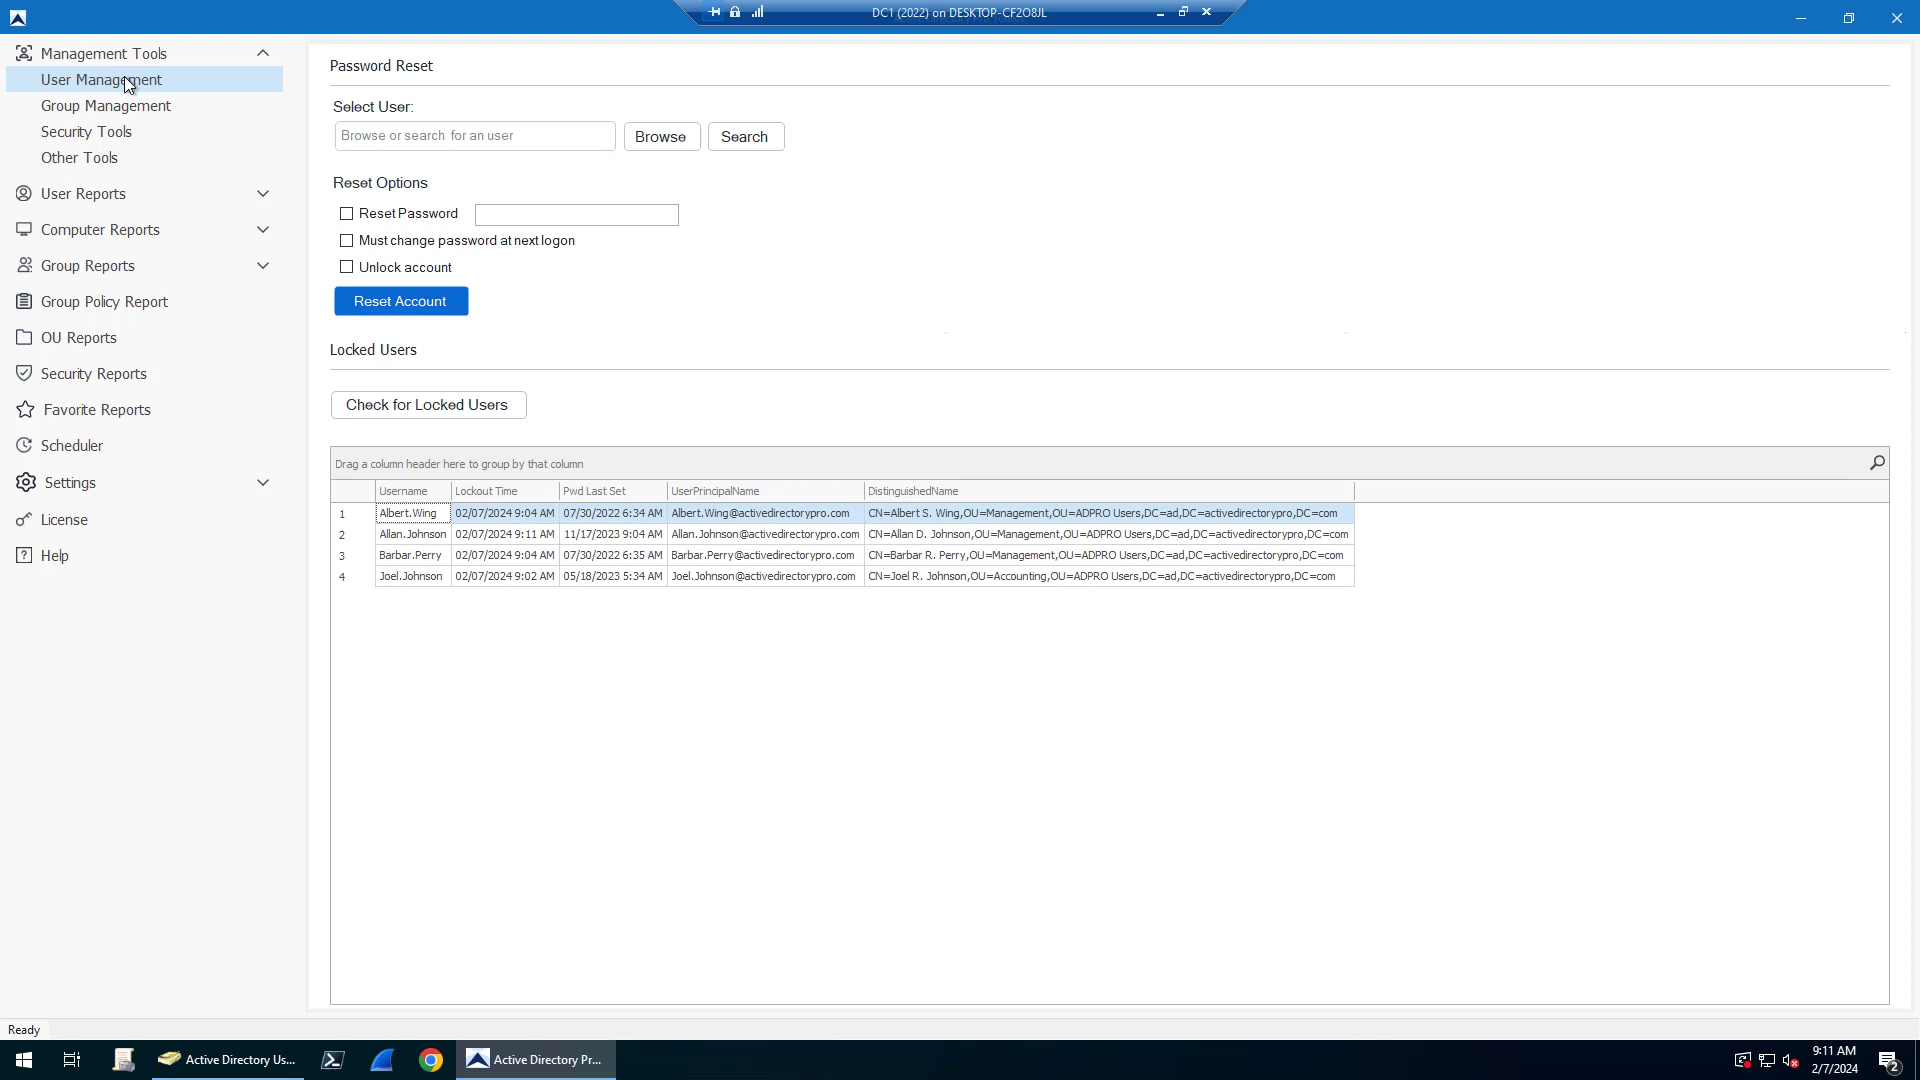 DC1 (2022) on DESKTOP-CF2O8JL
Management Tools
User Management
Group Management
Security Tools
Other Tools
User Reports
Computer Reports
Group Reports
Group Policy Report
OU Reports
Security Reports
Favorite Reports
Scheduler
Settings
License
Help
Password Reset
Select User:
Browse or search for an user
Browse
Search
Reset Options
Reset Password
Must change password at next logon
Unlock account
Reset Account
Locked Users
Check for Locked Users
Drag a column header here to group by that column
Username Lockout Time Pwd Last Set UserPrincipalName DistinguishedName
1 Albert.Wing 02/07/2024 9:04 AM 07/30/2022 6:34 AM Albert.Wing@activedirectorypro.com CN=Albert S. Wing,OU=Management,OU=ADPRO Users,DC=ad,DC=activedirectorypro,DC=com
2 Allan.Johnson 02/07/2024 9:11 AM 11/17/2023 9:04 AM Allan.Johnson@activedirectorypro.com CN=Allan D. Johnson,OU=Management,OU=ADPRO Users,DC=ad,DC=activedirectorypro,DC=com
3 Barbar.Perry 02/07/2024 9:04 AM 07/30/2022 6:35 AM Barbar.Perry@activedirectorypro.com CN=Barbar R. Perry,OU=Management,OU=ADPRO Users,DC=ad,DC=activedirectorypro,DC=com
4 Joel.Johnson 02/07/2024 9:02 AM 05/18/2023 5:34 AM Joel.Johnson@activedirectorypro.com CN=Joel R. Johnson,OU=Accounting,OU=ADPRO Users,DC=ad,DC=activedirectorypro,DC=com
Ready
Active Directory Us...
Active Directory Pr...
9:11 AM
2/7/2024
2